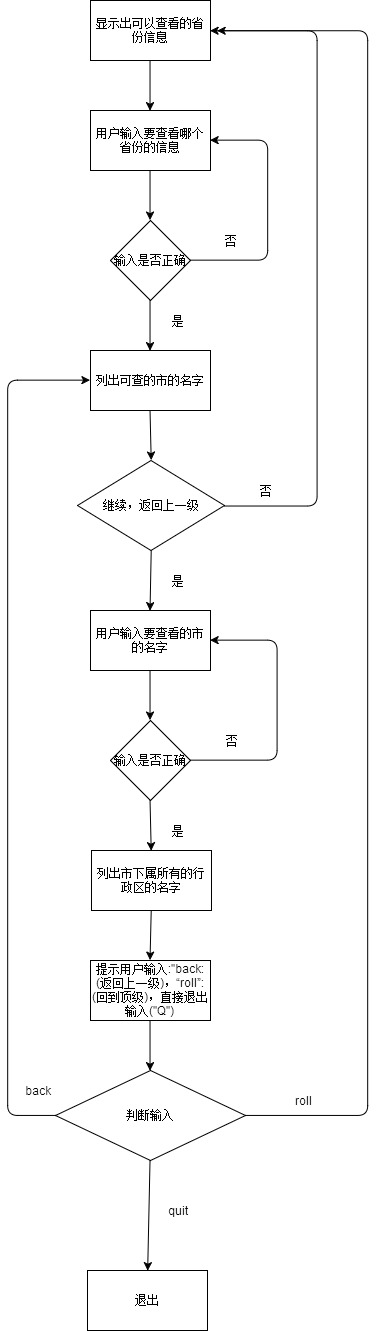 显示出可以查看的省
份信息
用户输入要查看哪个
省份的信息
否
输入是否正确
是
列出可查的市的名字
否
继续，返回上一级
是
用户输入要查看的市
的名字
否
输入是否正确
是
列出市下属所有的行
政区的名字
提示用户输入:"back:
(返回上一级)，“roll”:
(回到顶级)，直接退出
输入("Q")
back
roll
判断输入
quit
退出